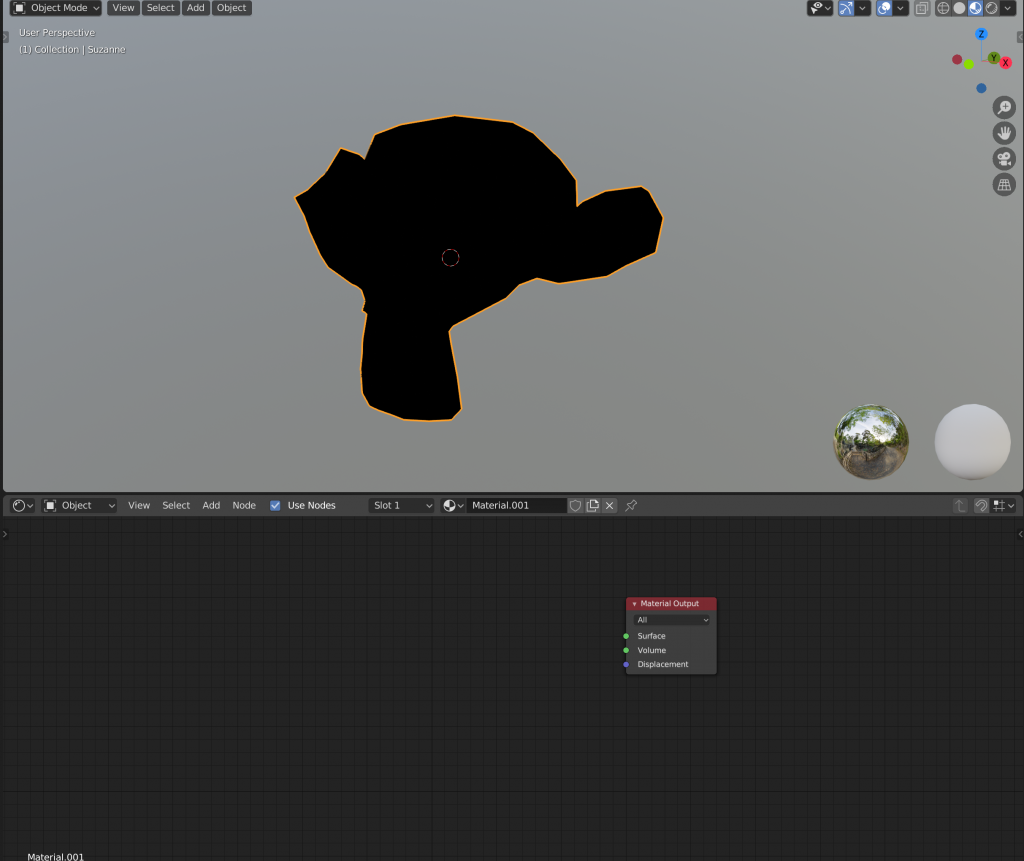 Object Mode View Select Add Object
User Perspective
(1) Collection | Suzanne
Z
Y
X
Object View Select Add Node Use Nodes Slot 1 Material.001
Material Output
All
Surface
Volume
Displacement
Material.001